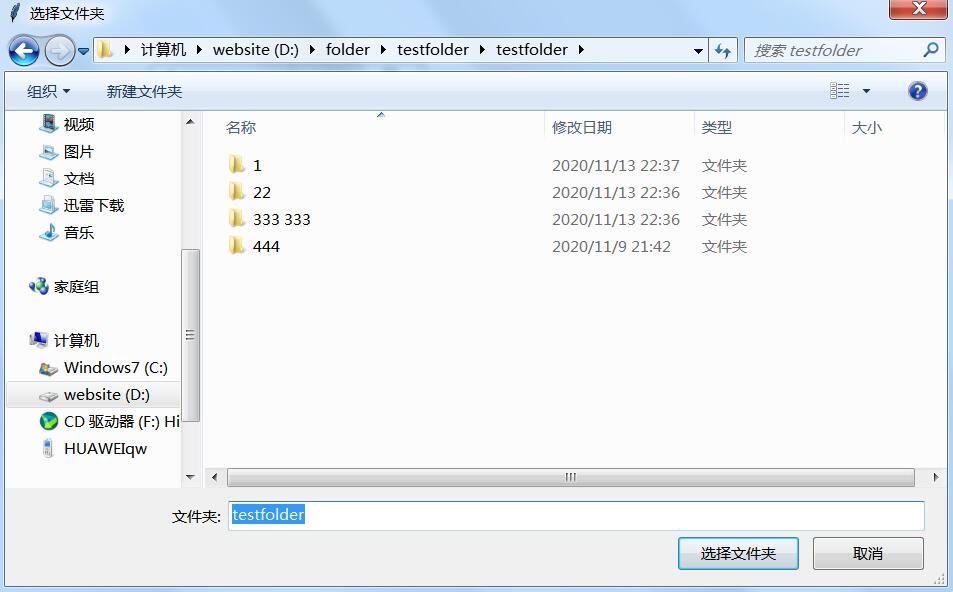 选择文件夹
计算机 website (D:) folder testfolder testfolder
搜索 testfolder
组织 新建文件夹
视频
图片
文档
迅雷下载
音乐
家庭组
计算机
Windows7 (C:)
website (D:)
CD 驱动器 (F:) Hi
HUAWEIqw
名称 修改日期 类型 大小
1 2020/11/13 22:37 文件夹
22 2020/11/13 22:36 文件夹
333 333 2020/11/13 22:36 文件夹
444 2020/11/9 21:42 文件夹
文件夹: testfolder
选择文件夹 取消